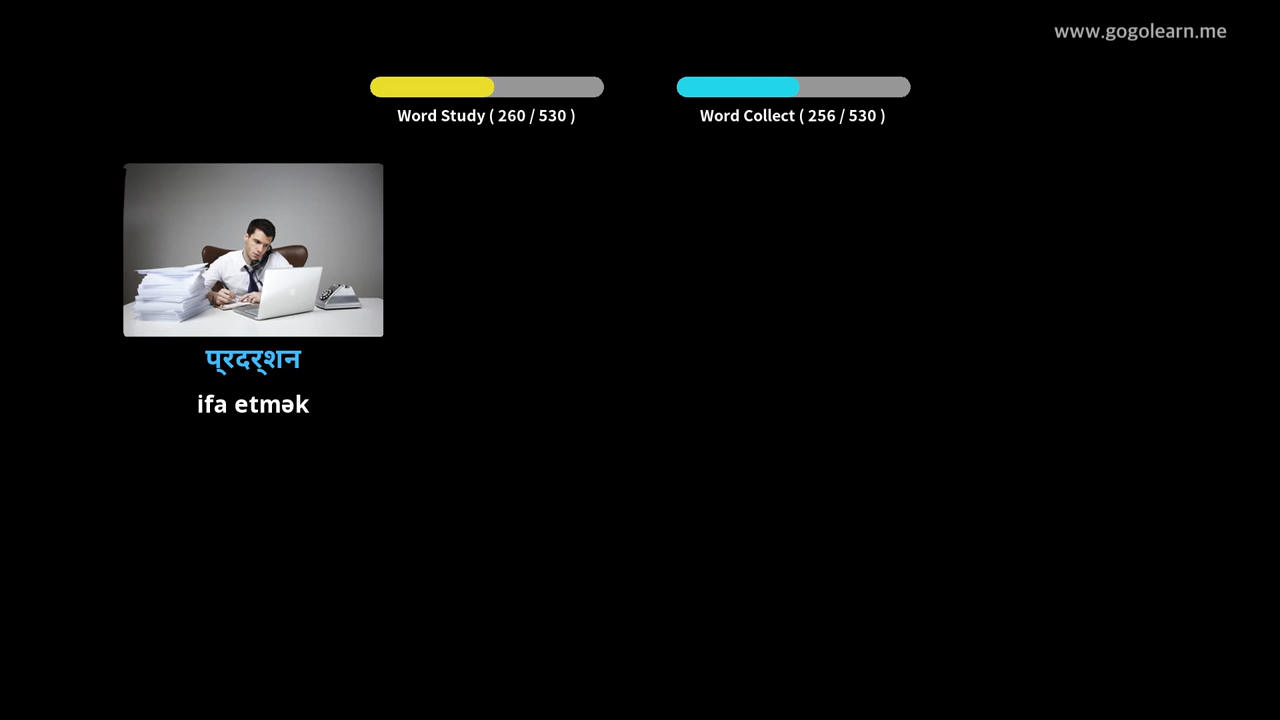 www.gogolearn.me
Word Study ( 260 / 530 )
Word Collect ( 256 / 530 )
प्रदर्शन
ifa etmək